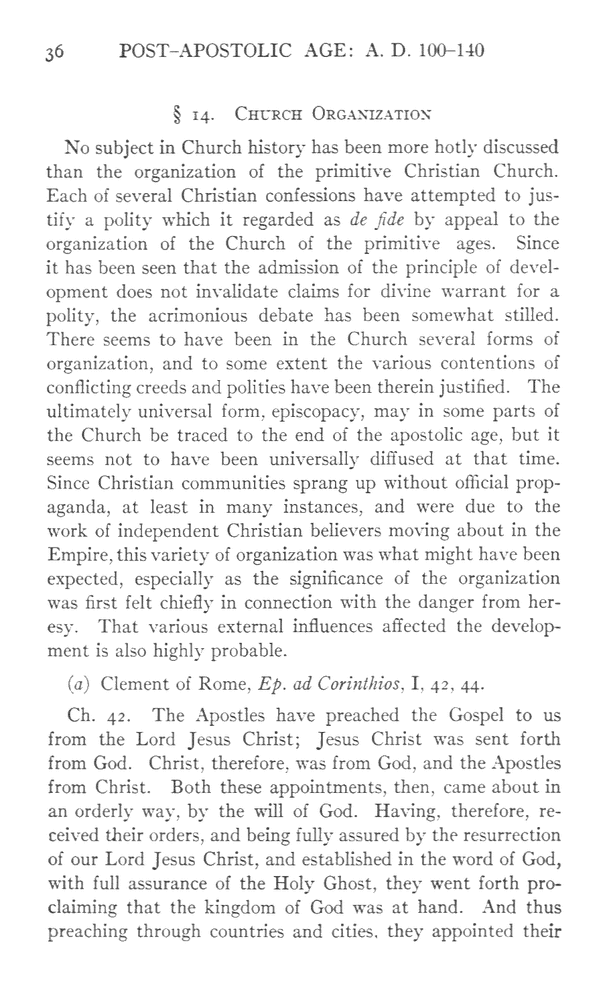 36 POST–APOSTOLIC AGE: A. D. 100–140
§ 14. Church Organization
No subject in Church history has been more hotly discussed
than the organization of the primitive Christian Church.
Each of several Christian confessions have attempted to jus-
tify a polity which it regarded as de fide by appeal to the
organization of the Church of the primitive ages. Since
it has been seen that the admission of the principle of devel-
opment does not invalidate claims for divine warrant for a
polity, the acrimonious debate has been somewhat stilled.
There seems to have been in the Church several forms of
organization, and to some extent the various contentions of
conflicting creeds and polities have been therein justified. The
ultimately universal form, episcopacy, may in some parts of
the Church be traced to the end of the apostolic age, but it
seems not to have been universally diffused at that time.
Since Christian communities sprang up without official prop-
aganda, at least in many instances, and were due to the
work of independent Christian believers moving about in the
Empire, this variety of organization was what might have been
expected, especially as the significance of the organization
was first felt chiefly in connection with the danger from her-
esy. That various external influences affected the develop-
ment is also highly probable.
(a) Clement of Rome, Ep. ad Corinthios, I, 42, 44.
Ch. 42. The Apostles have preached the Gospel to us
from the Lord Jesus Christ; Jesus Christ was sent forth
from God. Christ, therefore, was from God, and the Apostles
from Christ. Both these appointments, then, came about in
an orderly way, by the will of God. Having, therefore, re-
ceived their orders, and being fully assured by the resurrection
of our Lord Jesus Christ, and established in the word of God,
with full assurance of the Holy Ghost, they went forth pro-
claiming that the kingdom of God was at hand. And thus
preaching through countries and cities, they appointed their